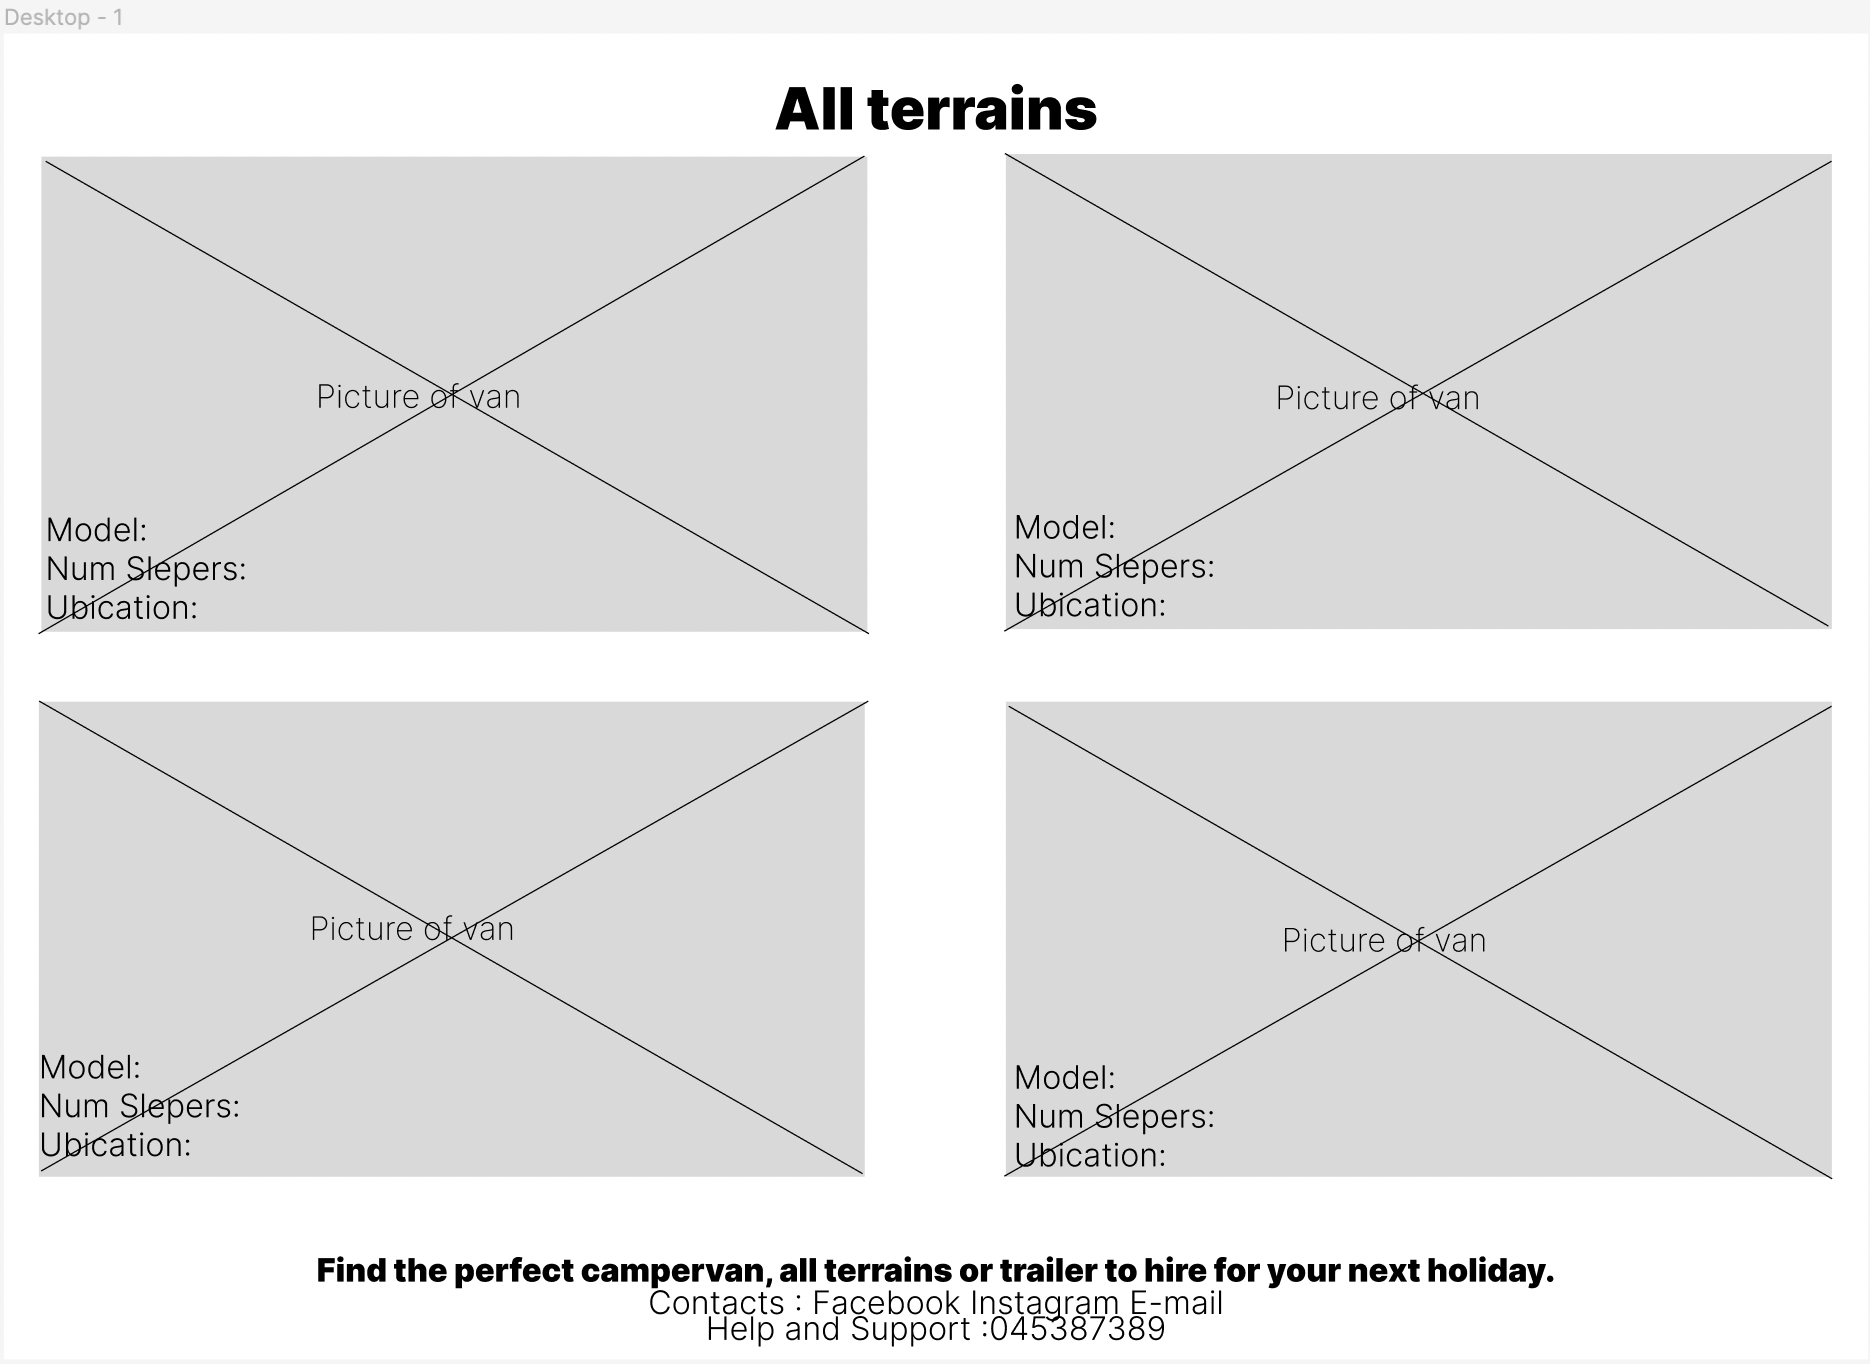 Desktop - 1
All terrains
Picture of van
Model:
Num Slepers:
Ubication:
Picture of van
Model:
Num Slepers:
Ubication:
Picture of van
Model:
Num Slepers:
Ubication:
Picture of van
Model:
Num Slepers:
Ubication:
Find the perfect campervan, all terrains or trailer to hire for your next holiday.
Contacts : Facebook Instagram E-mail
Help and Support :045387389